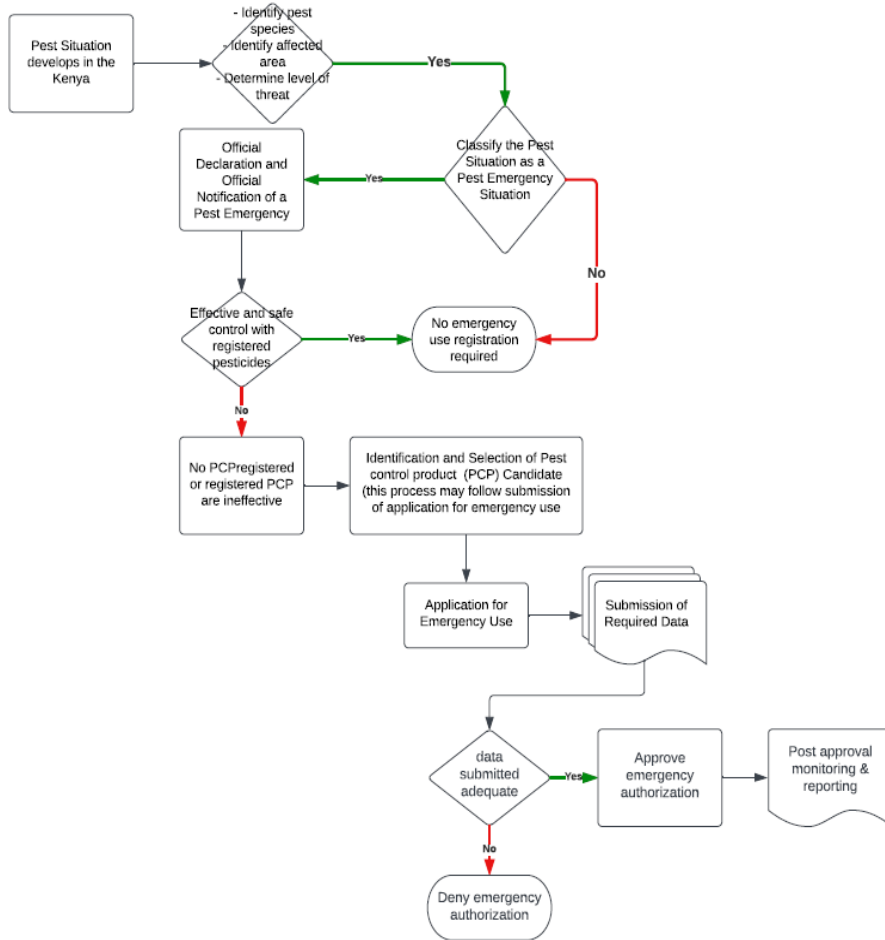 - Identify pest
species
- Identify affected
area
- Determine level of
threat
Pest Situation
develops in the
Kenya
Yes
Classify the Pest
Situation as a
Pest Emergency
Situation
Official
Declaration and
Official
Notification of a
Pest Emergency
Yes
No
Effective and safe
control with
registered
pesticides
Yes
No emergency
use registration
required
No
No PCPregistered
or registered PCP
are ineffective
Identification and Selection of Pest
control product (PCP) Candidate
(this process may follow submission
of application for emergency use
Application for
Emergency Use
Submission of
Required Data
data
submitted
adequate
Yes
Approve
emergency
authorization
Post approval
monitoring &
reporting
No
Deny emergency
authorization